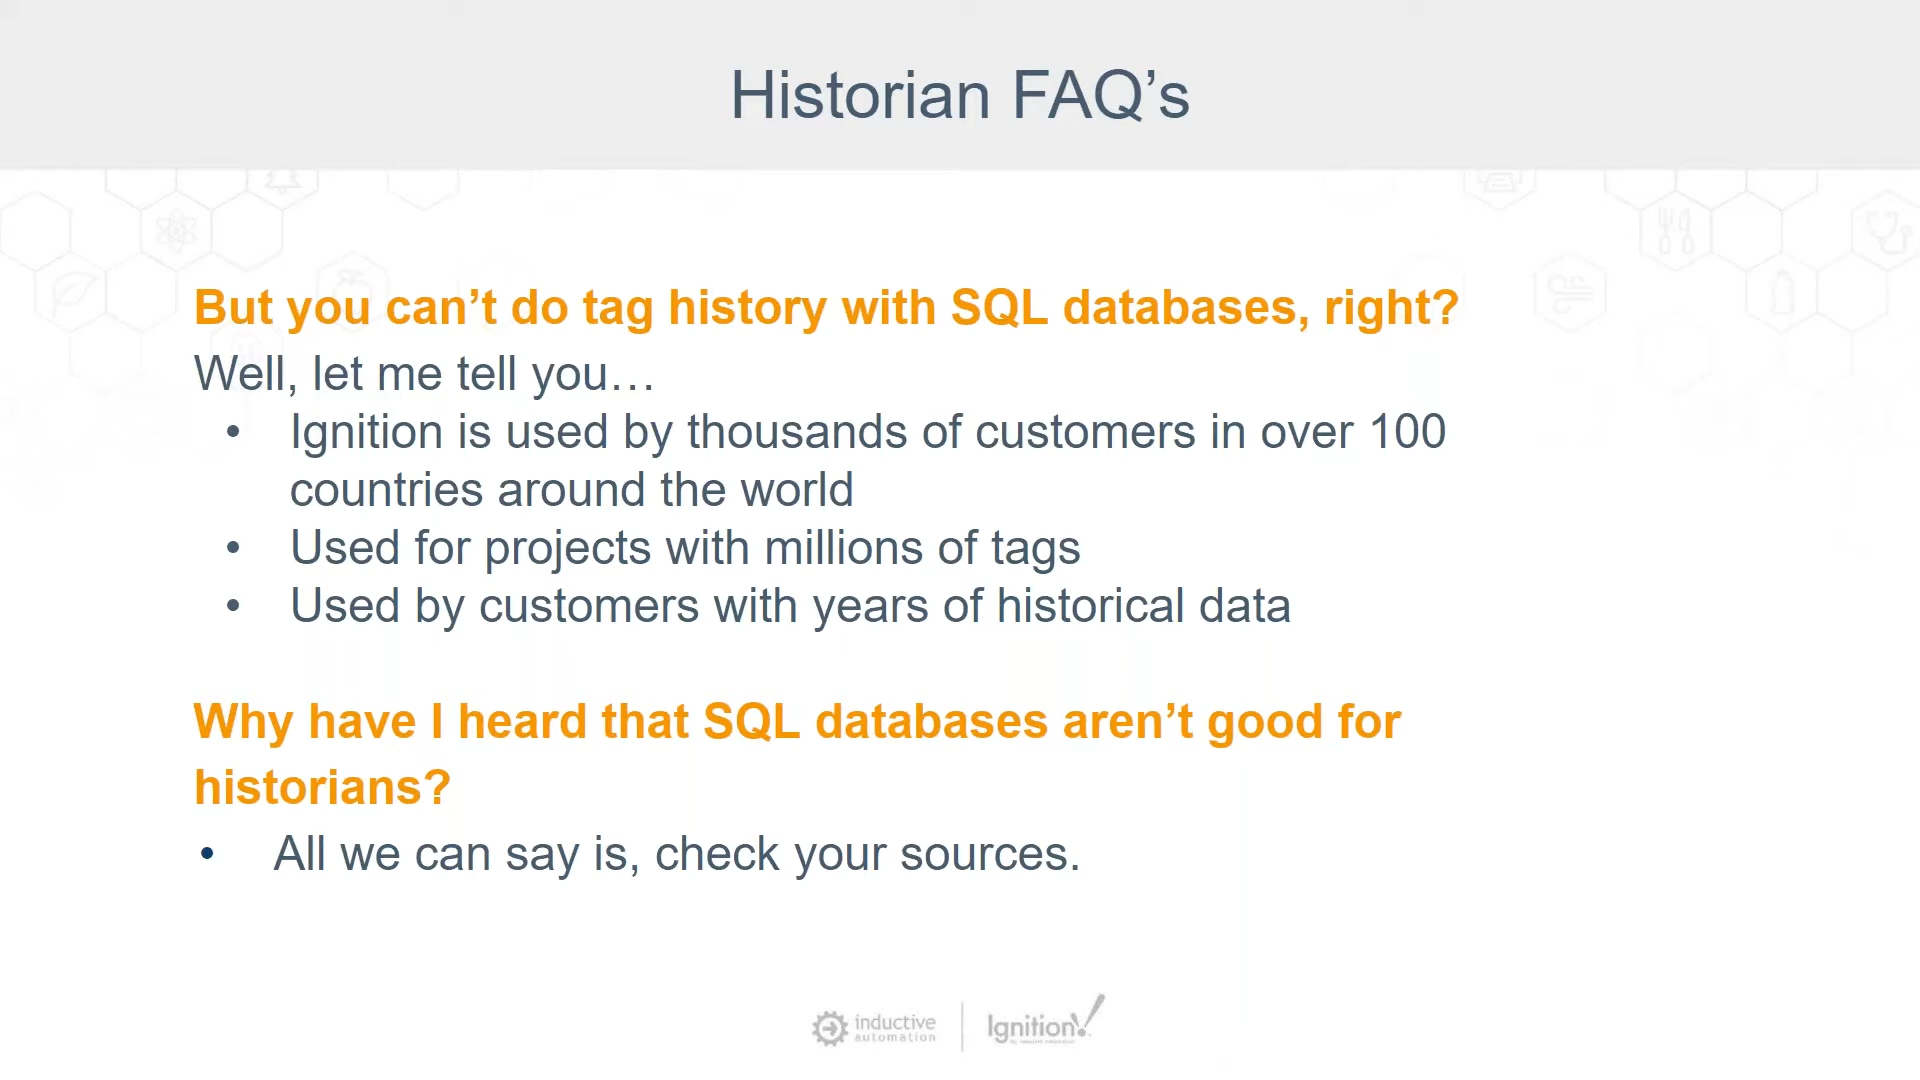 Historian FAQ’s
But you can’t do tag history with SQL databases, right?
Well, let me tell you…
• Ignition is used by thousands of customers in over 100
countries around the world
• Used for projects with millions of tags
• Used by customers with years of historical data
Why have I heard that SQL databases aren’t good for
historians?
• All we can say is, check your sources.
inductive
automation
Ignition!